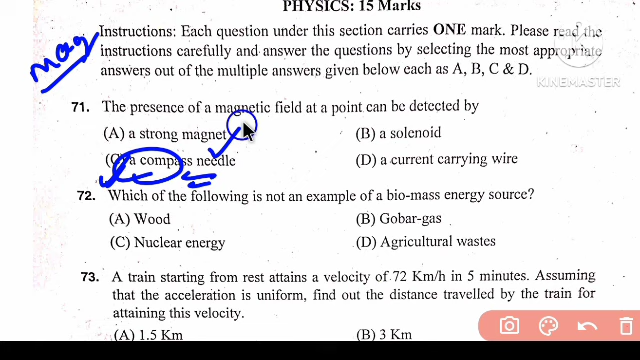 PHYSICS: 15 Marks
Instructions: Each question under this section carries ONE mark. Please read the
instructions carefully and answer the questions by selecting the most appropriate
answers out of the multiple answers given below each as A, B, C & D.
Mag
KINEMASTER
71. The presence of a magnetic field at a point can be detected by
(A) a strong magnet (B) a solenoid
(C) a compass needle (D) a current carrying wire
72. Which of the following is not an example of a bio-mass energy source?
(A) Wood (B) Gobar-gas
(C) Nuclear energy (D) Agricultural wastes
73. A train starting from rest attains a velocity of 72 Km/h in 5 minutes. Assuming
that the acceleration is uniform, find out the distance travelled by the train for
attaining this velocity.
(A) 1.5 Km (B) 3 Km